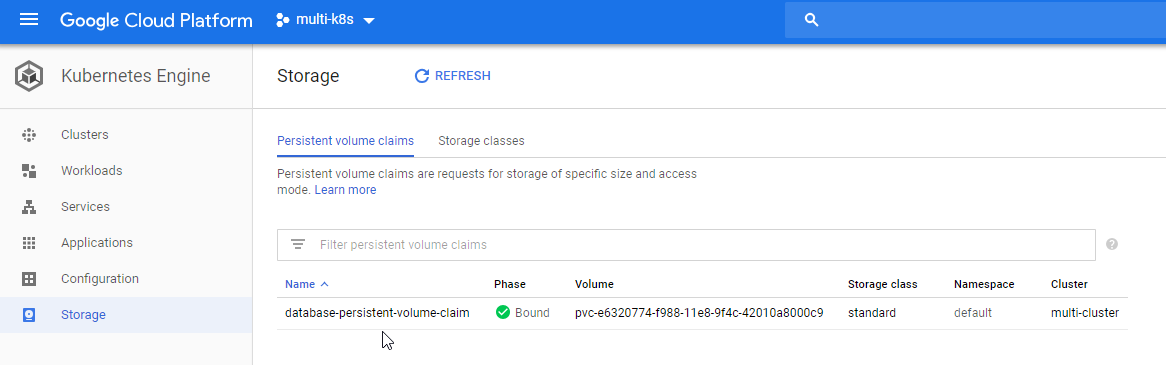 Google Cloud Platform multi-k8s
Kubernetes Engine
Storage REFRESH
Clusters
Workloads
Services
Applications
Configuration
Storage
Persistent volume claims Storage classes
Persistent volume claims are requests for storage of specific size and access
mode. Learn more
Filter persistent volume claims ?
Name Phase Volume Storage class Namespace Cluster
database-persistent-volume-claim Bound pvc-e6320774-f988-11e8-9f4c-42010a8000c9 standard default multi-cluster